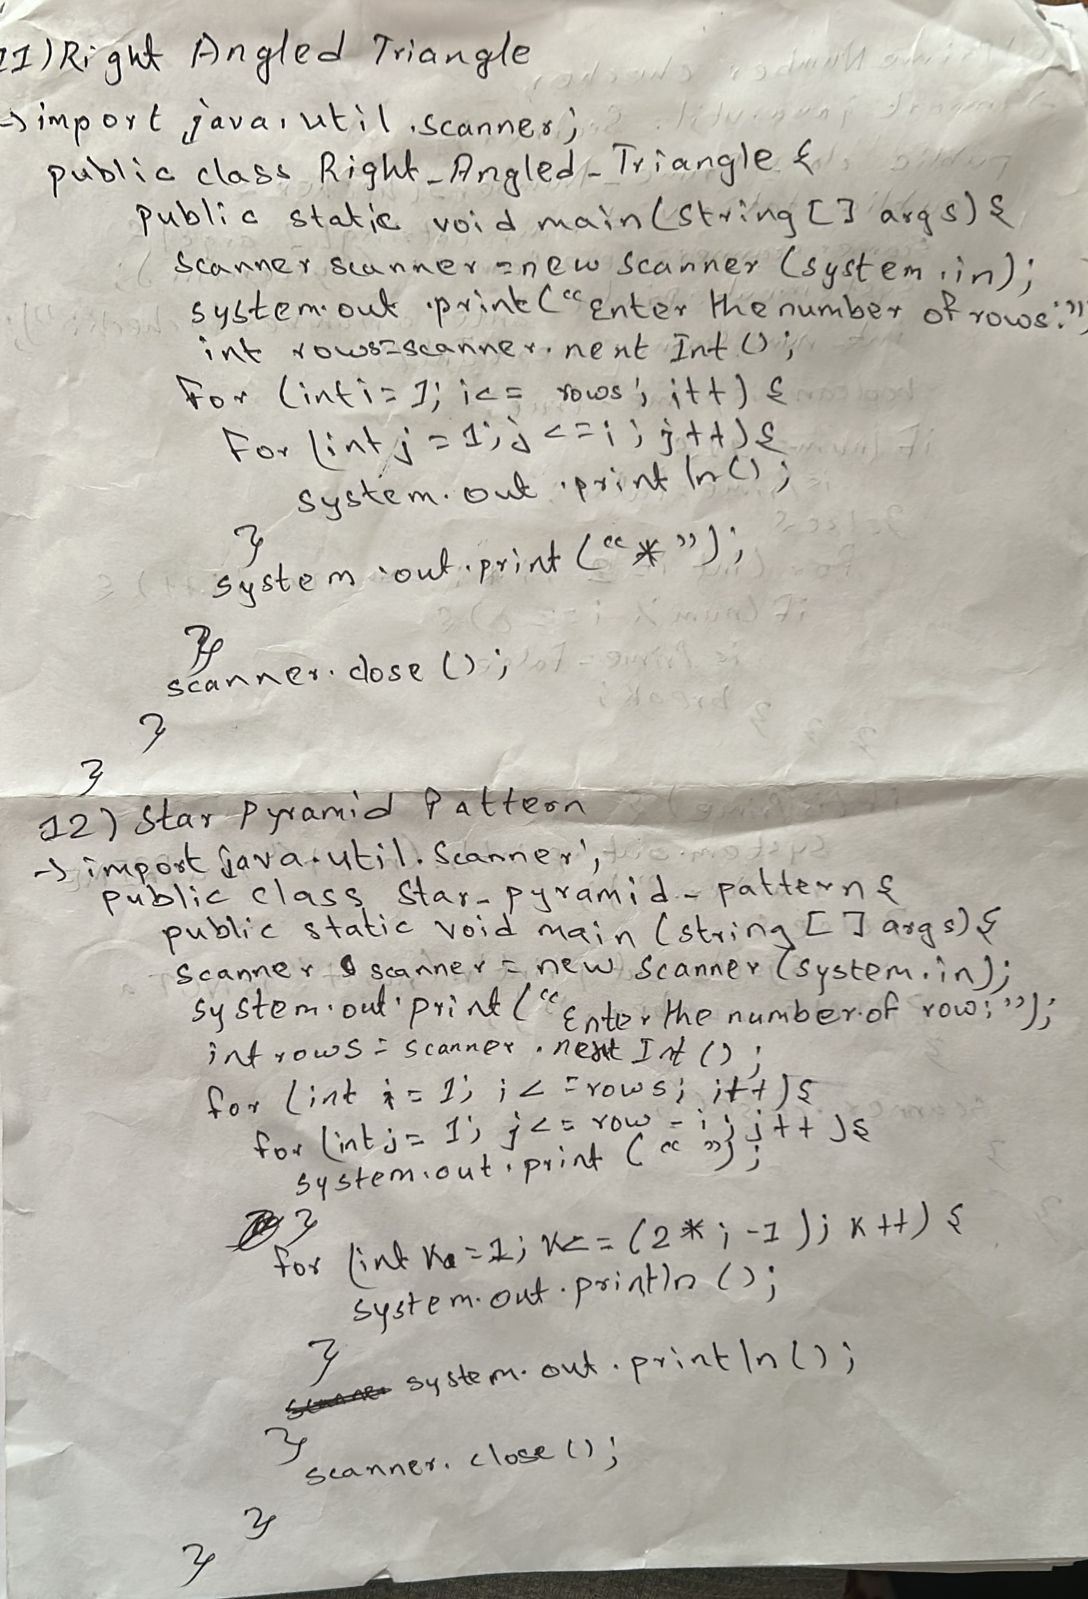 11) Right Angled Triangle
→ import java.util.scanner;
public class Right_Angled_Triangle {
public static void main(string [] args) {
scanner scanner = new scanner (system.in);
system.out.print("Enter the number of rows:")
int rows=scanner.next Int();
For (int i=1; i<= rows; i++) {
For (int j=1; j<=i; j++) {
system.out.print ln();
}
system.out.print ("*");
}
scanner.close();
}
}
12) Star Pyramid Pattern
→ import java.util.Scanner;
public class Star_pyramid_pattern {
public static void main (string [] args) {
scanner scanner = new scanner (system.in);
system.out.print ("Enter the number of row:");
int rows = scanner.next Int();
for (int i=1; i<=rows; i++) {
for (int j=1; j<= row - i; j++) {
system.out.print (" ");
}
for (int k=1; k<=(2*i-1); k++) {
system.out.println ();
}
system.out.println();
}
scanner.close();
}
}